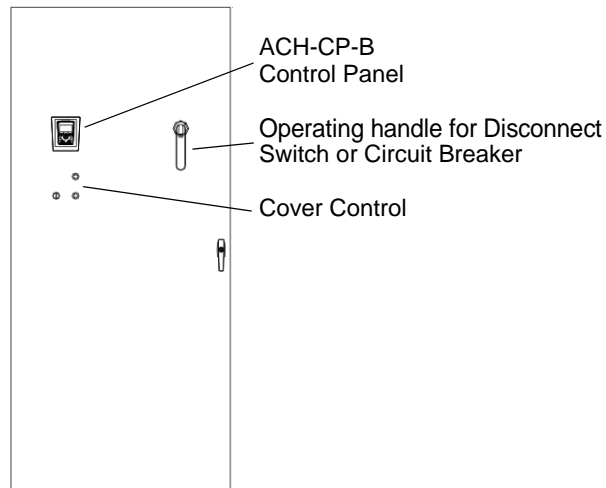 ACH-CP-B
Control Panel
Operating handle for Disconnect
Switch or Circuit Breaker
Cover Control